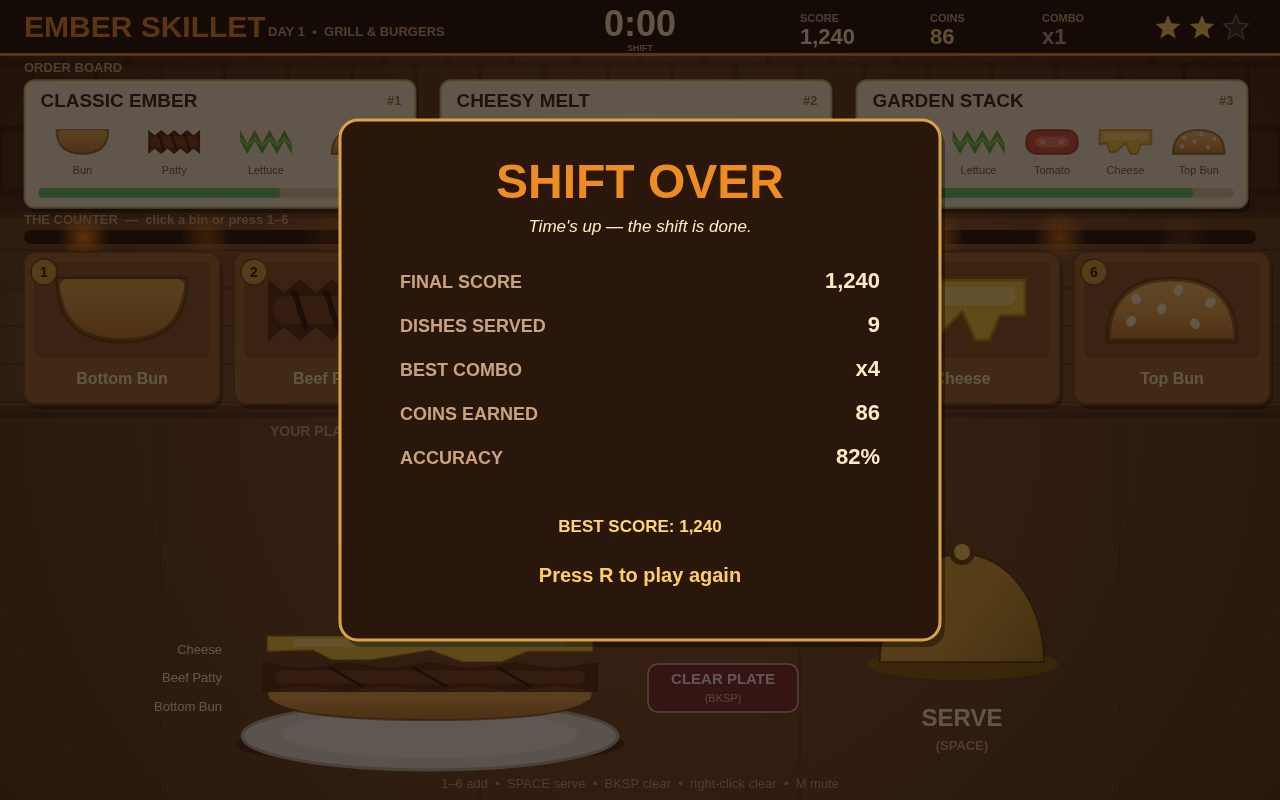 EMBER SKILLET DAY 1 • GRILL & BURGERS
0:00
SHIFT
SCORE
1,240
COINS
86
COMBO
x1
ORDER BOARD
CLASSIC EMBER #1
Bun Patty Lettuce
CHEESY MELT #2
GARDEN STACK #3
Lettuce Tomato Cheese Top Bun
THE COUNTER — click a bin or press 1–6
1
Bottom Bun
2
Beef P
Cheese
6
Top Bun
YOUR PLA
SHIFT OVER
Time's up — the shift is done.
FINAL SCORE 1,240
DISHES SERVED 9
BEST COMBO x4
COINS EARNED 86
ACCURACY 82%
BEST SCORE: 1,240
Press R to play again
Cheese
Beef Patty
Bottom Bun
CLEAR PLATE
(BKSP)
SERVE
(SPACE)
1–6 add • SPACE serve • BKSP clear • right-click clear • M mute